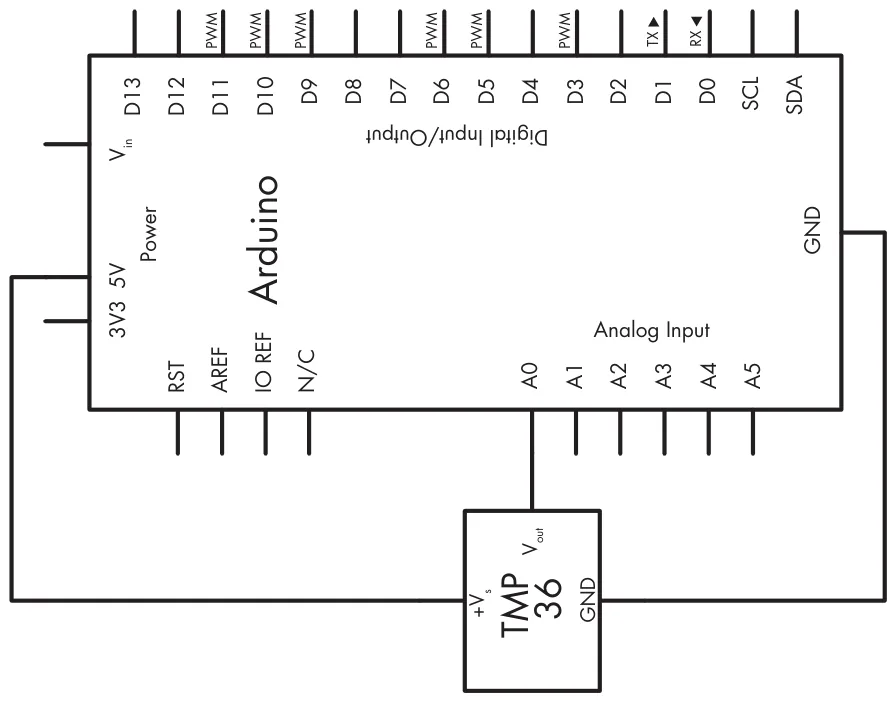 PWM
PWM
PWM
PWM
PWM
PWM
TX ▶
RX ◀
D13
D12
D11
D10
D9
D8
D7
D6
D5
D4
D3
D2
D1
D0
SCL
SDA
Digital Input/Output
Vin
Power
5V
3V3
Arduino
GND
Analog Input
RST
AREF
IO REF
N/C
A0
A1
A2
A3
A4
A5
Vout
+Vs
TMP
36
GND